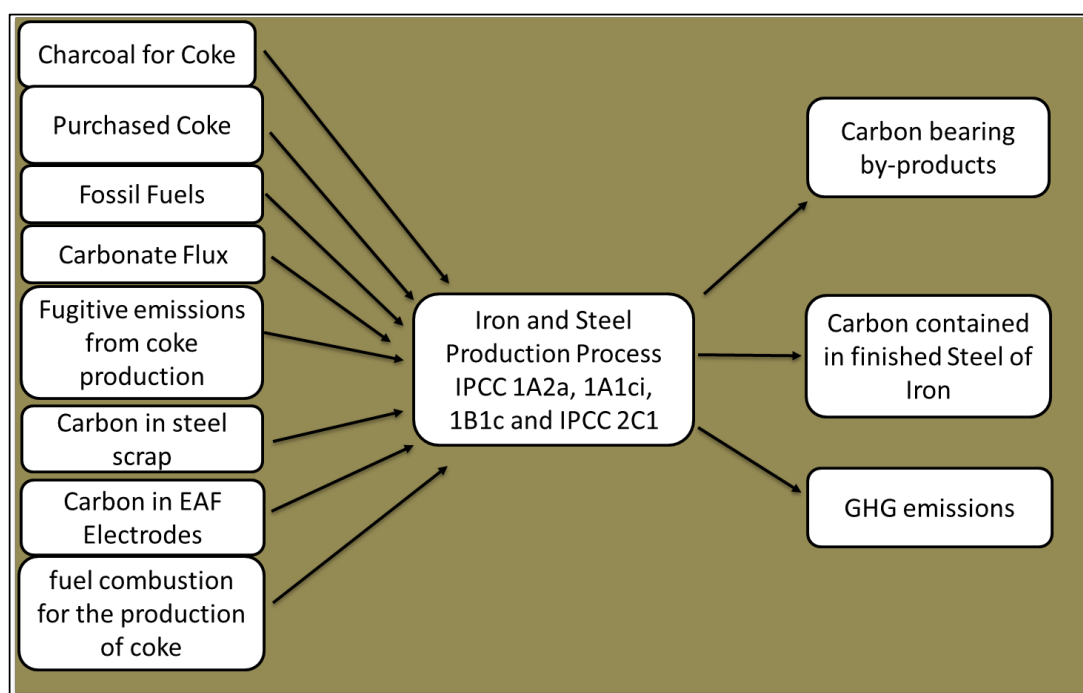 Charcoal for Coke
Purchased Coke
Fossil Fuels
Carbonate Flux
Fugitive emissions
from coke
production
Carbon in steel
scrap
Carbon in EAF
Electrodes
fuel combustion
for the production
of coke
Iron and Steel
Production Process
IPCC 1A2a, 1A1ci,
1B1c and IPCC 2C1
Carbon bearing
by-products
Carbon contained
in finished Steel of
Iron
GHG emissions